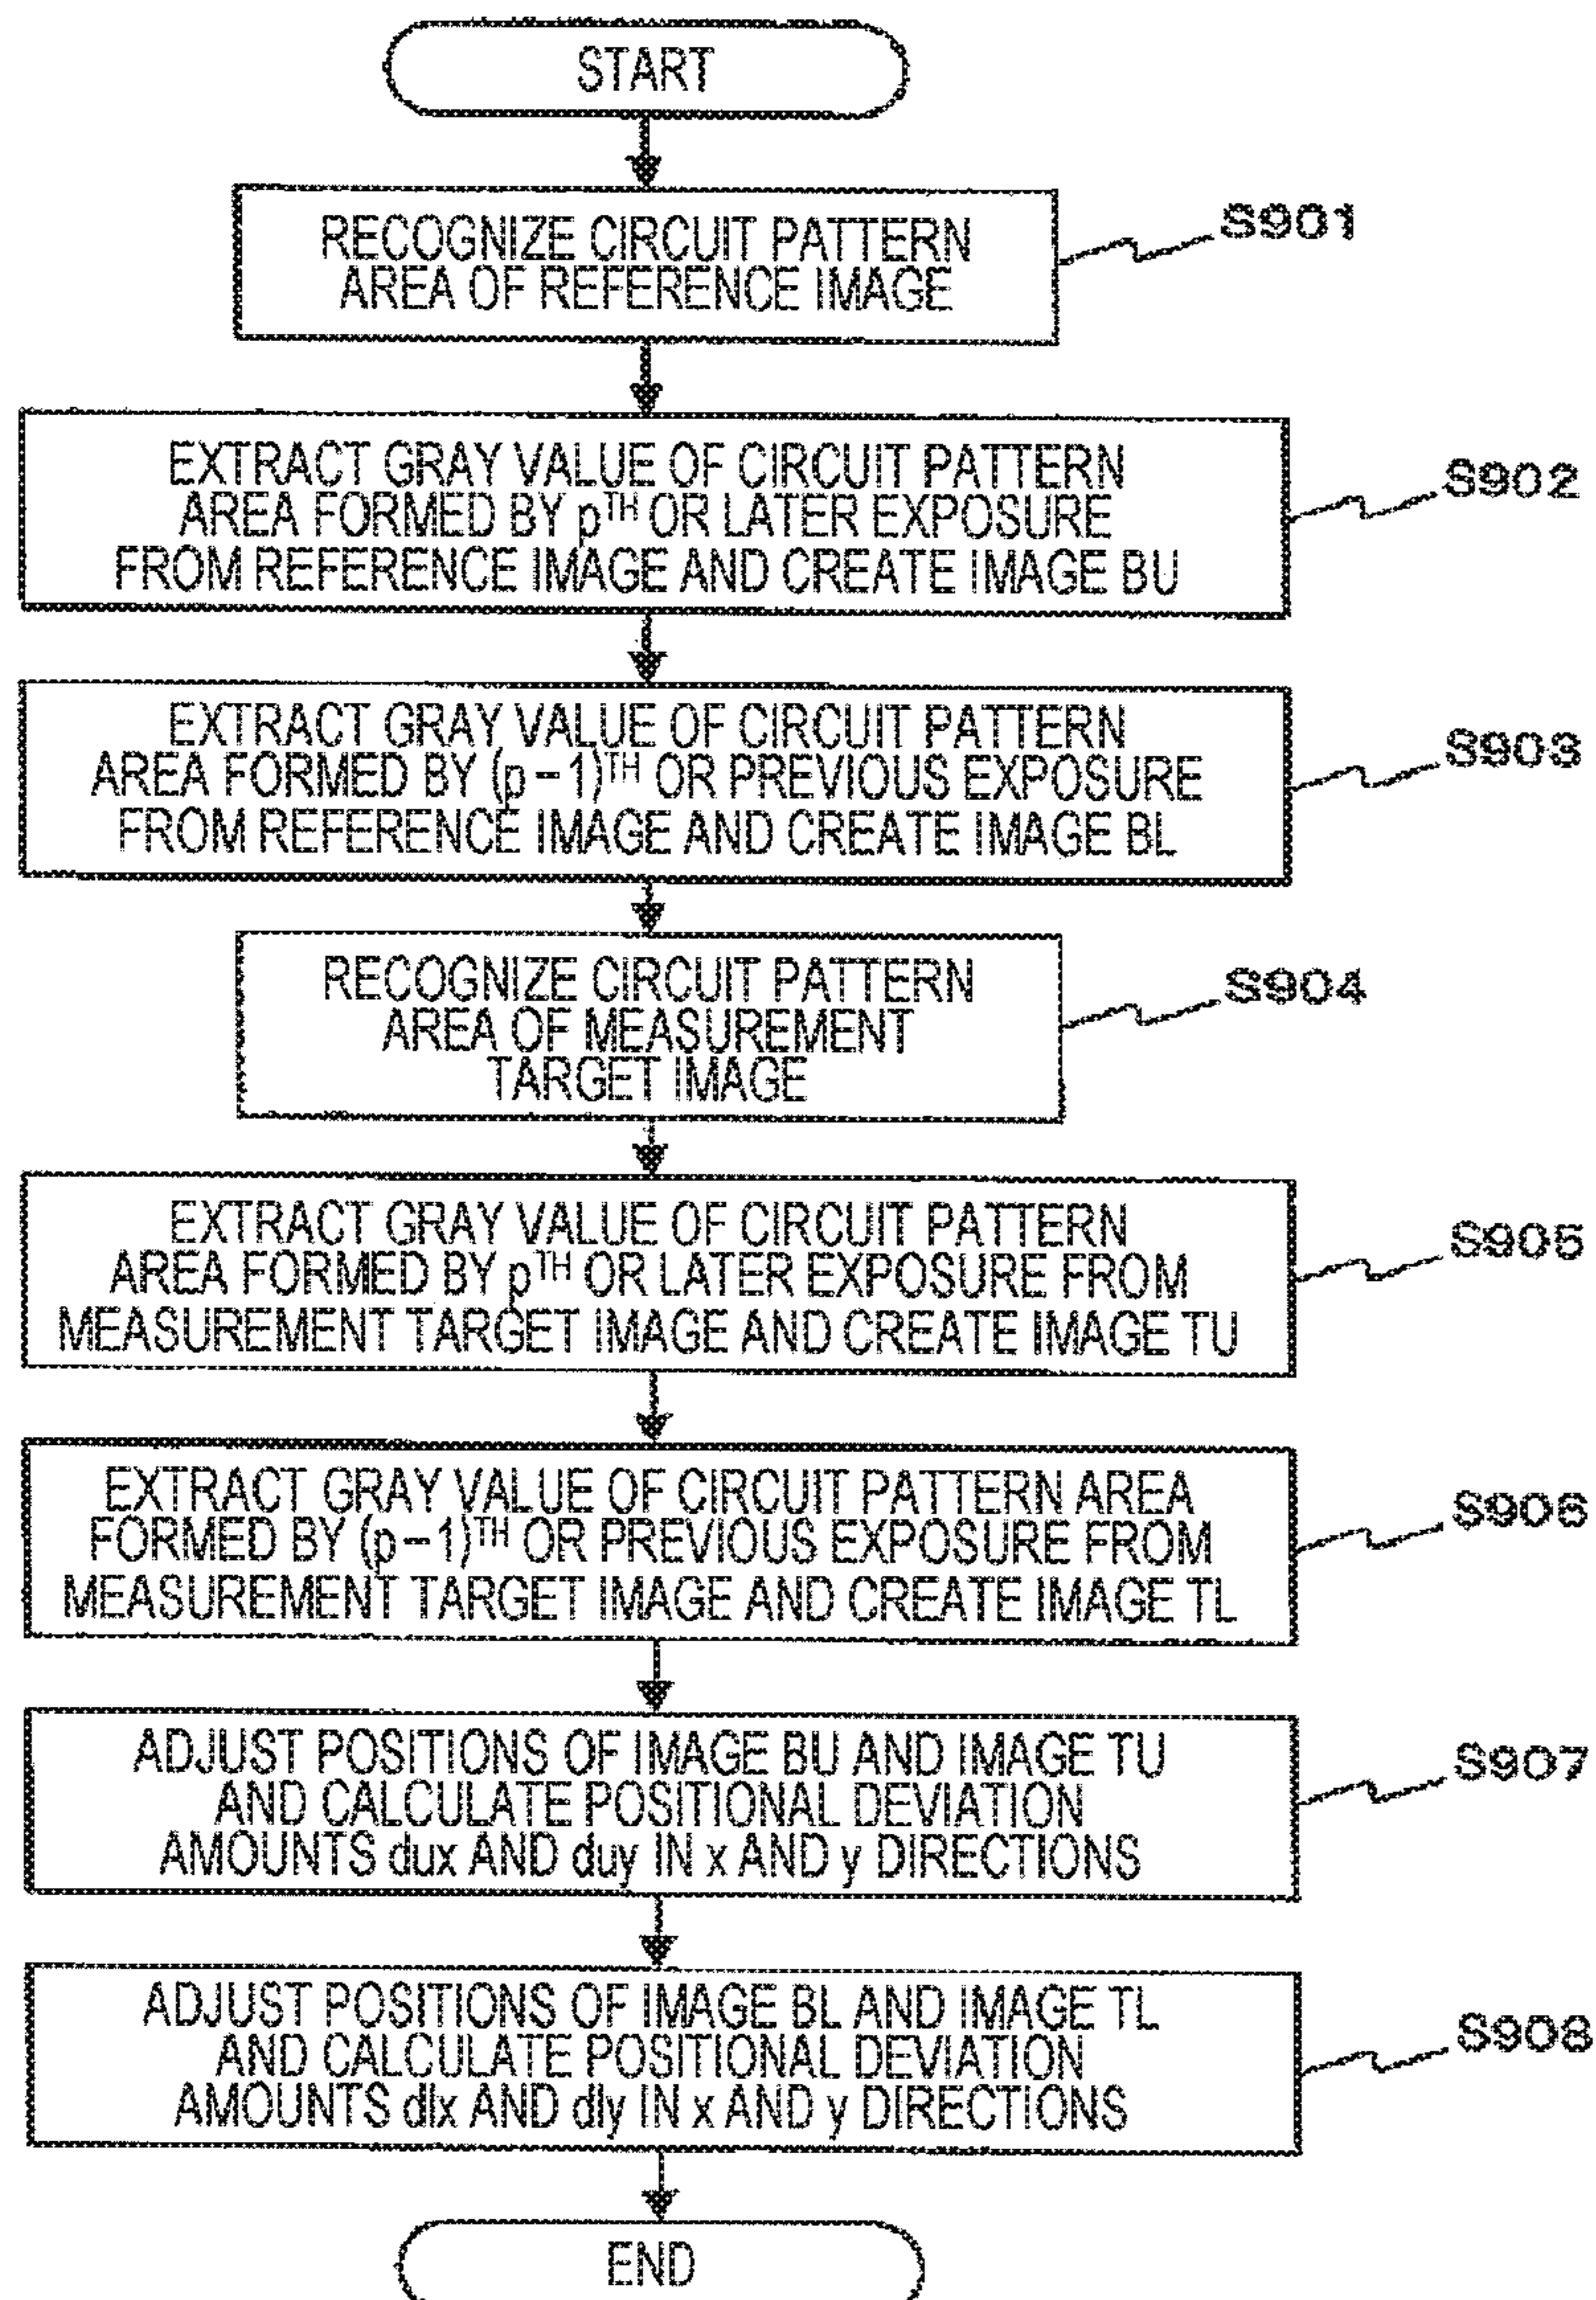 START
RECOGNIZE CIRCUIT PATTERN
AREA OF REFERENCE IMAGE
S901
EXTRACT GRAY VALUE OF CIRCUIT PATTERN
AREA FORMED BY pTH OR LATER EXPOSURE
FROM REFERENCE IMAGE AND CREATE IMAGE BU
S902
EXTRACT GRAY VALUE OF CIRCUIT PATTERN
AREA FORMED BY (p-1)TH OR PREVIOUS EXPOSURE
FROM REFERENCE IMAGE AND CREATE IMAGE BL
S903
RECOGNIZE CIRCUIT PATTERN
AREA OF MEASUREMENT
TARGET IMAGE
S904
EXTRACT GRAY VALUE OF CIRCUIT PATTERN
AREA FORMED BY pTH OR LATER EXPOSURE FROM
MEASUREMENT TARGET IMAGE AND CREATE IMAGE TU
S905
EXTRACT GRAY VALUE OF CIRCUIT PATTERN AREA
FORMED BY (p-1)TH OR PREVIOUS EXPOSURE FROM
MEASUREMENT TARGET IMAGE AND CREATE IMAGE TL
S906
ADJUST POSITIONS OF IMAGE BU AND IMAGE TU
AND CALCULATE POSITIONAL DEVIATION
AMOUNTS dux AND duy IN x AND y DIRECTIONS
S907
ADJUST POSITIONS OF IMAGE BL AND IMAGE TL
AND CALCULATE POSITIONAL DEVIATION
AMOUNTS dlx AND dly IN x AND y DIRECTIONS
S908
END